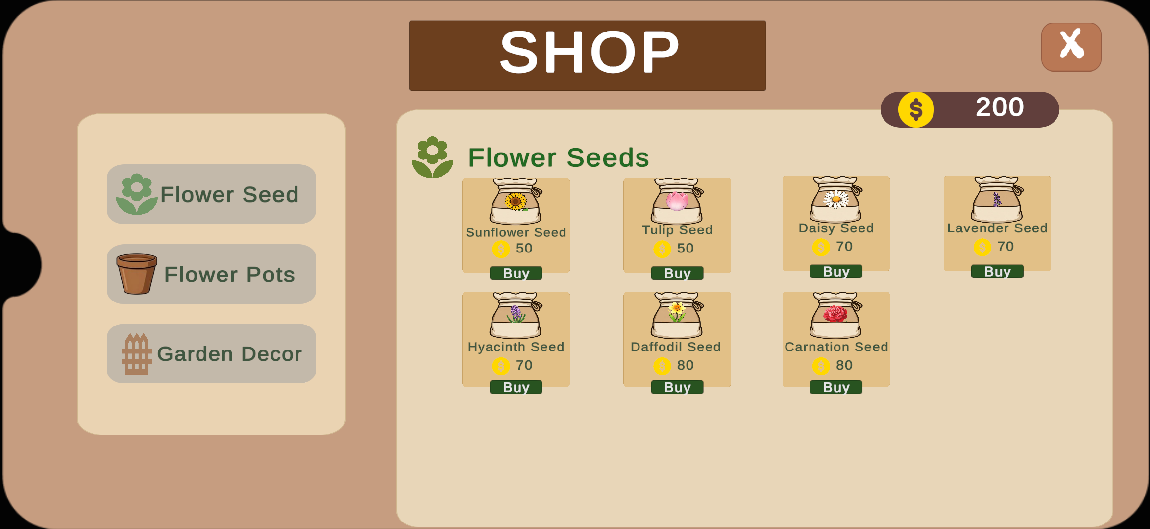 SHOP
X
$ 200
Flower Seeds
Flower Seed
Flower Pots
Garden Decor
Sunflower Seed
50
Buy
Tulip Seed
50
Buy
Daisy Seed
70
Buy
Lavender Seed
70
Buy
Hyacinth Seed
70
Buy
Daffodil Seed
80
Buy
Carnation Seed
80
Buy